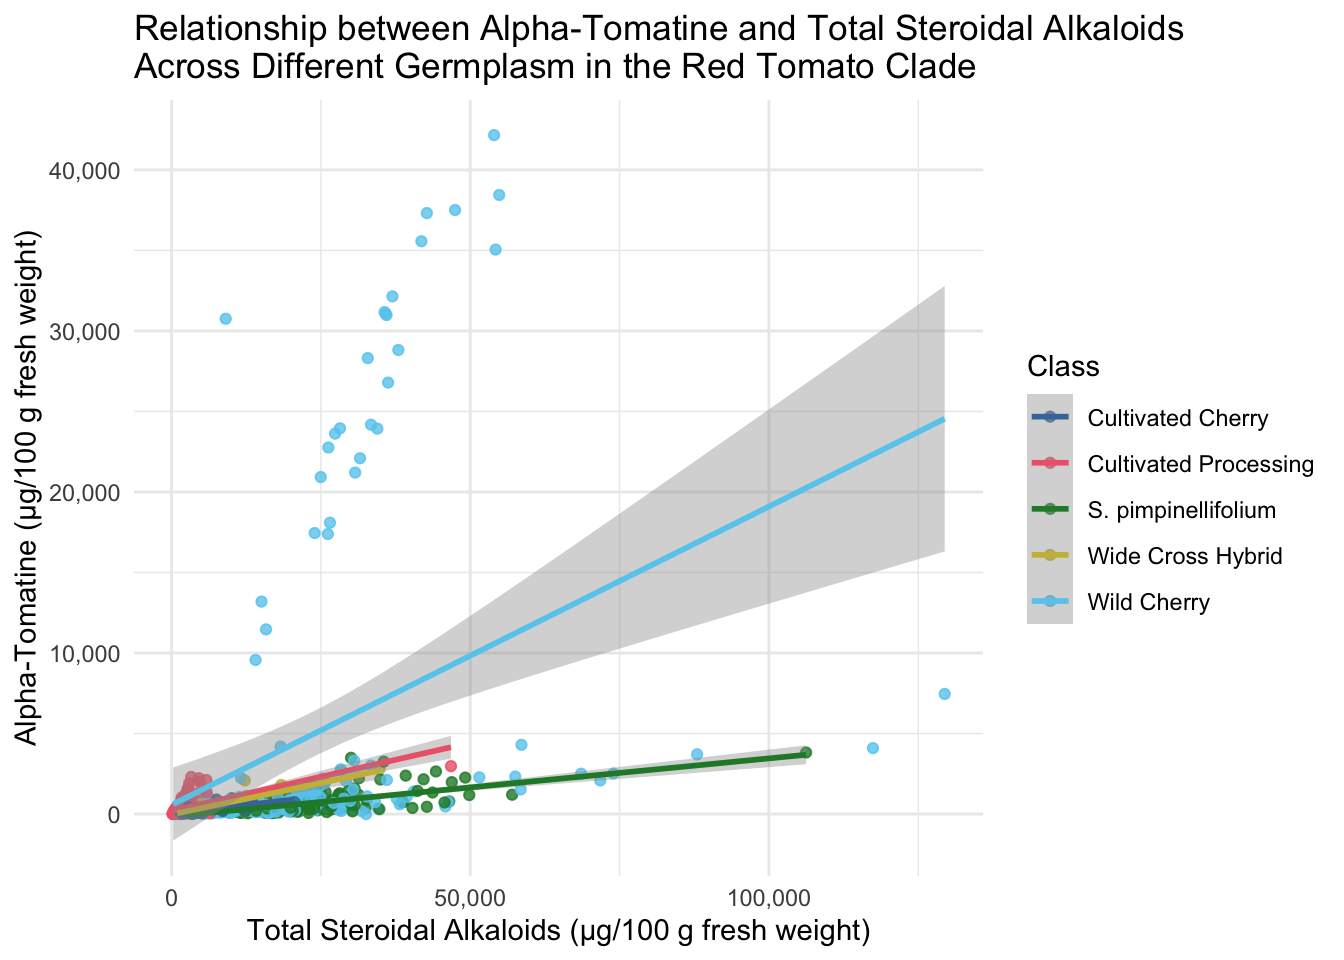 Relationship between Alpha-Tomatine and Total Steroidal Alkaloids
Across Different Germplasm in the Red Tomato Clade
Alpha-Tomatine (µg/100 g fresh weight)
40,000
30,000
20,000
10,000
0
0
50,000
100,000
Total Steroidal Alkaloids (µg/100 g fresh weight)
Class
Cultivated Cherry
Cultivated Processing
S. pimpinellifolium
Wide Cross Hybrid
Wild Cherry